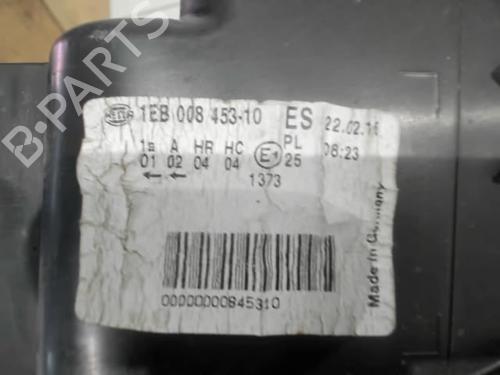 HELLA 1EB 008 453-10 ES 22.02.16
1a A HR HC E1 PL 06:23
01 02 04 04 25
1373
00000000845310
Made in Germany